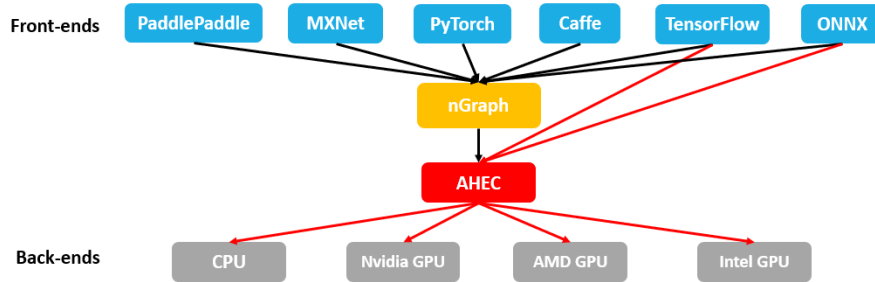 Front-ends
PaddlePaddle
MXNet
PyTorch
Caffe
TensorFlow
ONNX
nGraph
AHEC
Back-ends
CPU
Nvidia GPU
AMD GPU
Intel GPU